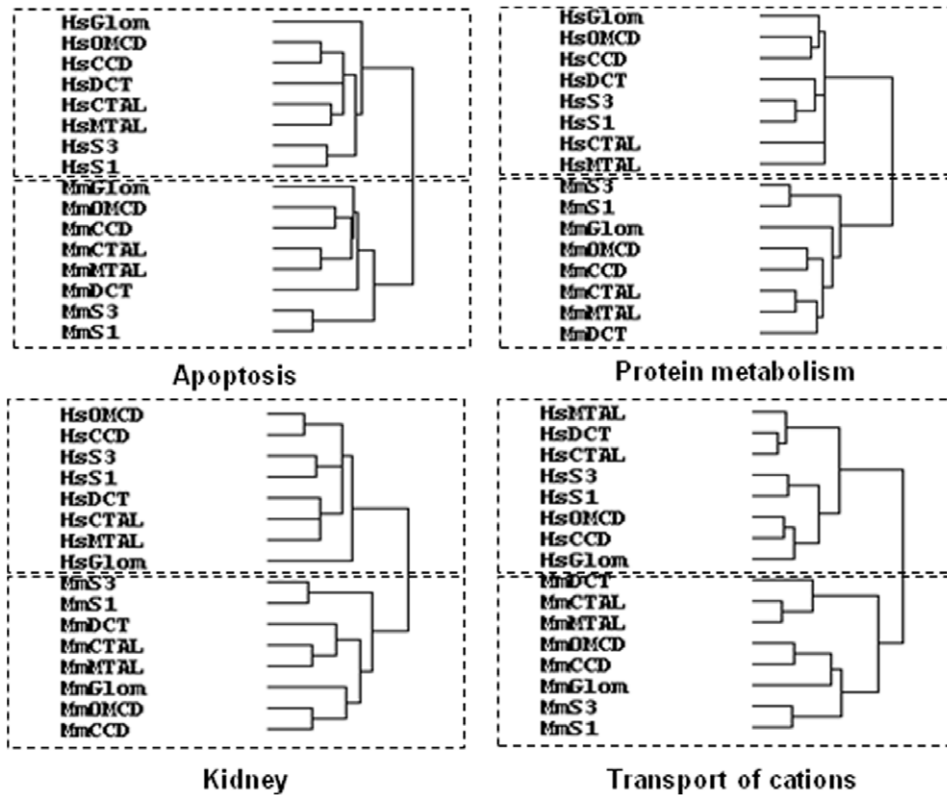 HsGlom
HsOMCD
HsCCD
HsDCT
HsCTAL
HsMTAL
HsS3
HsS1
MmGlom
MmOMCD
MmCCD
MmCTAL
MmMTAL
MmDCT
MmS3
MmS1
Apoptosis
HsGlom
HsOMCD
HsCCD
HsDCT
HsS3
HsS1
HsCTAL
HsMTAL
MmS3
MmS1
MmGlom
MmOMCD
MmCCD
MmCTAL
MmMTAL
MmDCT
Protein metabolism
HsOMCD
HsCCD
HsS3
HsS1
HsDCT
HsCTAL
HsMTAL
HsGlom
MmS3
MmS1
MmDCT
MmCTAL
MmMTAL
MmGlom
MmOMCD
MmCCD
Kidney
HsMTAL
HsDCT
HsCTAL
HsS3
HsS1
HsOMCD
HsCCD
HsGlom
MmDCT
MmCTAL
MmMTAL
MmOMCD
MmCCD
MmGlom
MmS3
MmS1
Transport of cations